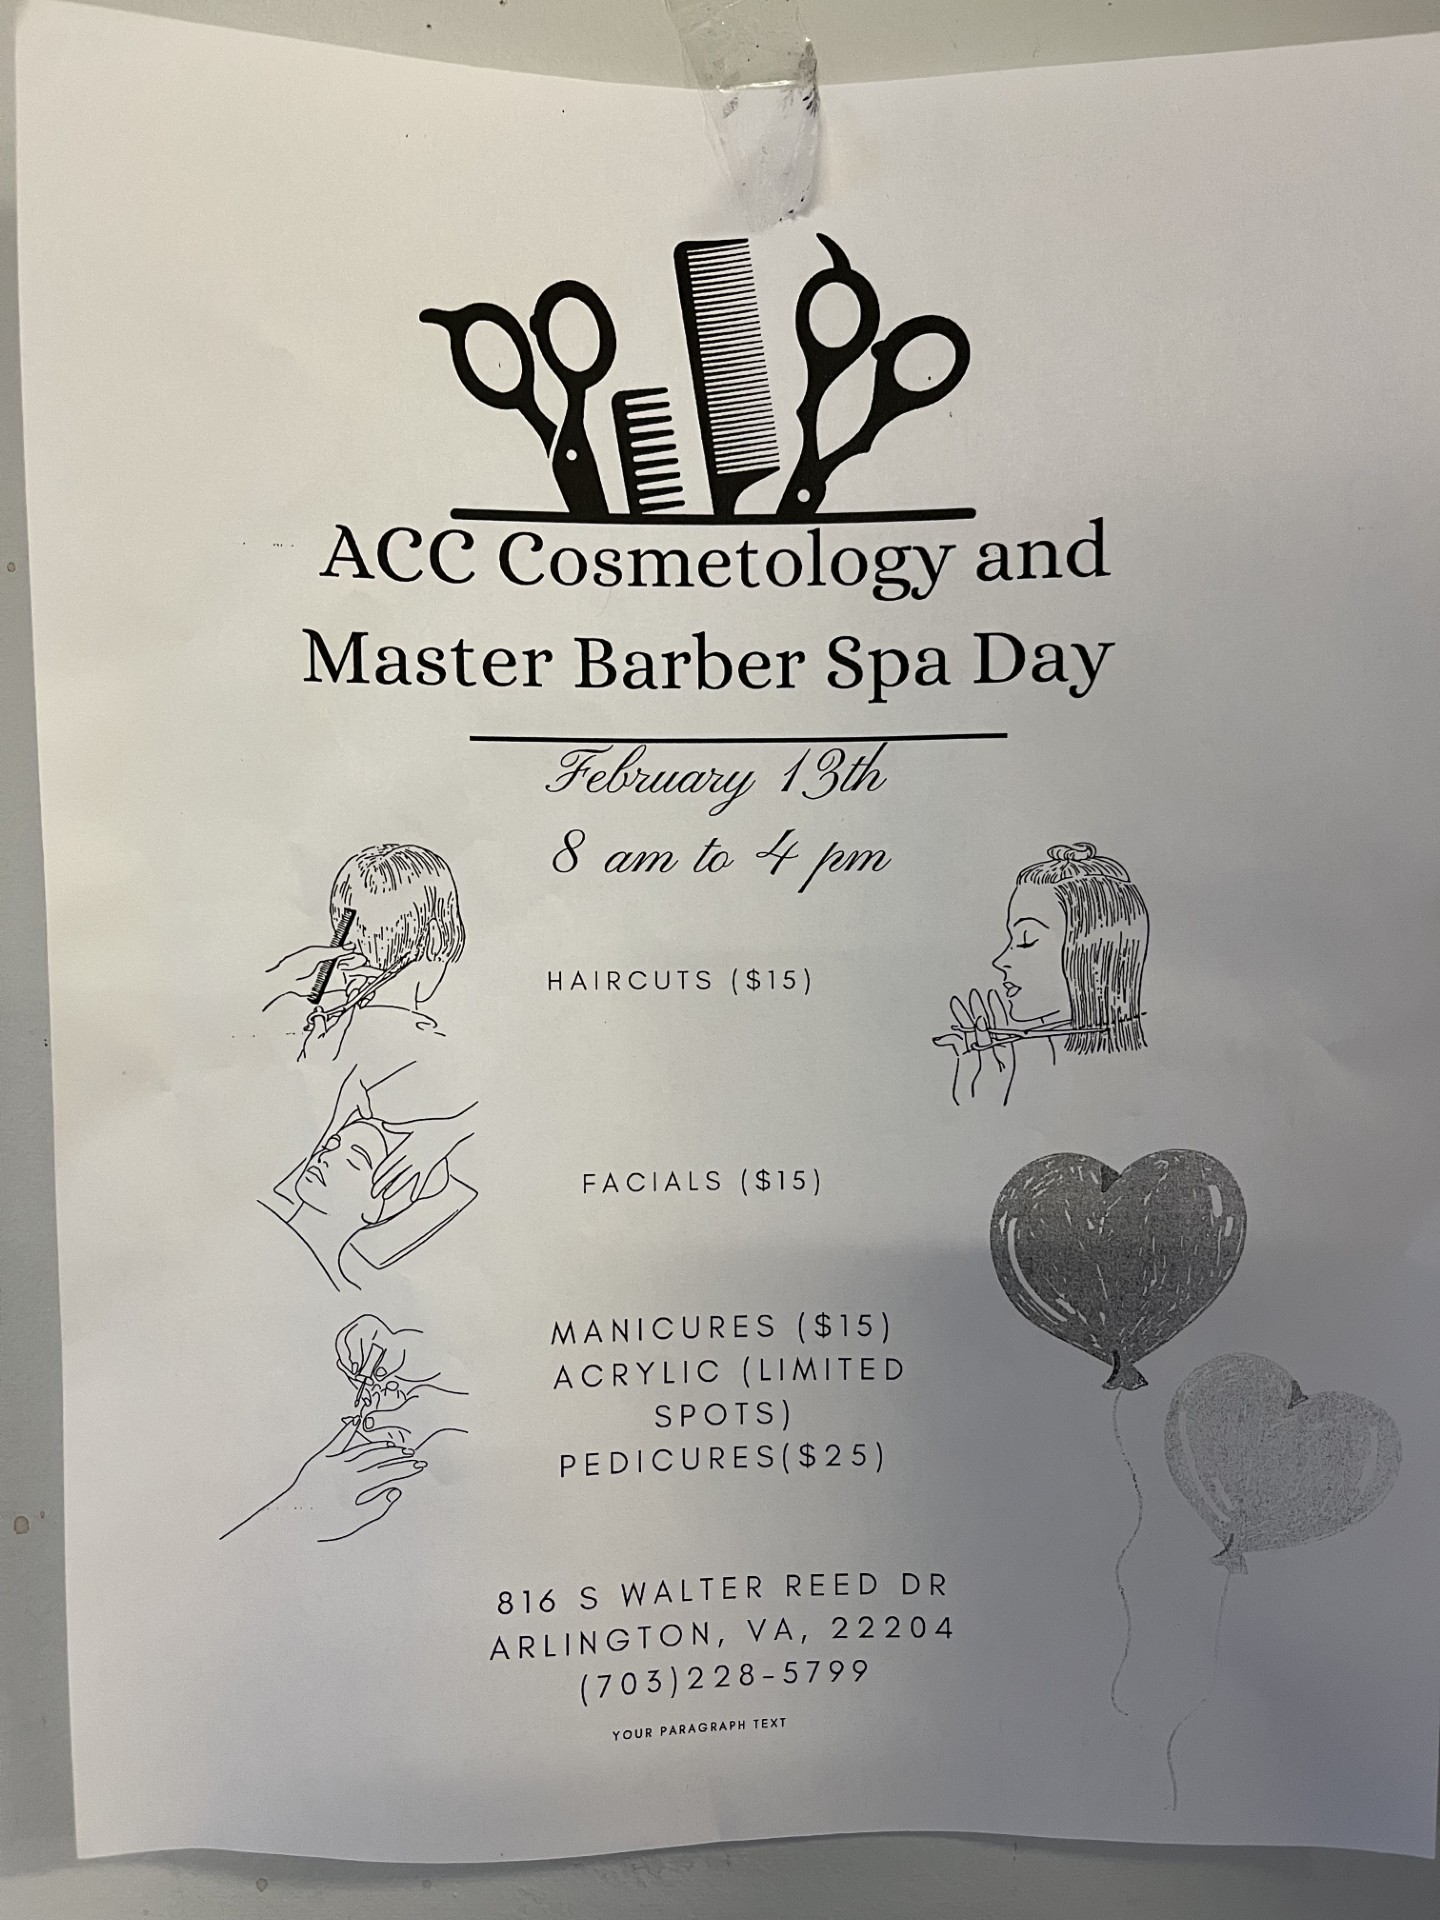 ACC Cosmetology and
Master Barber Spa Day
February 13th
8 am to 4 pm
HAIRCUTS ($15)
FACIALS ($15)
MANICURES ($15)
ACRYLIC (LIMITED
SPOTS)
PEDICURES($25)
816 S WALTER REED DR
ARLINGTON, VA, 22204
(703)228-5799
YOUR PARAGRAPH TEXT